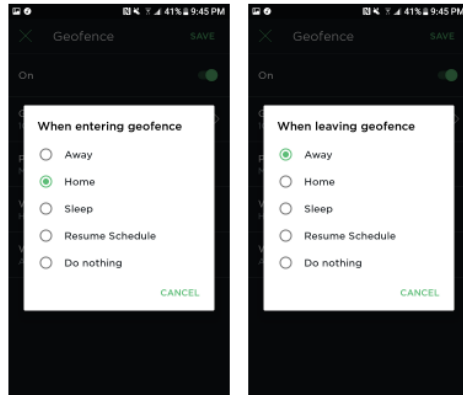 41% 9:45 PM
Geofence SAVE
On
When entering geofence
Away
Home
Sleep
Resume Schedule
Do nothing
CANCEL
41% 9:45 PM
Geofence SAVE
On
When leaving geofence
Away
Home
Sleep
Resume Schedule
Do nothing
CANCEL